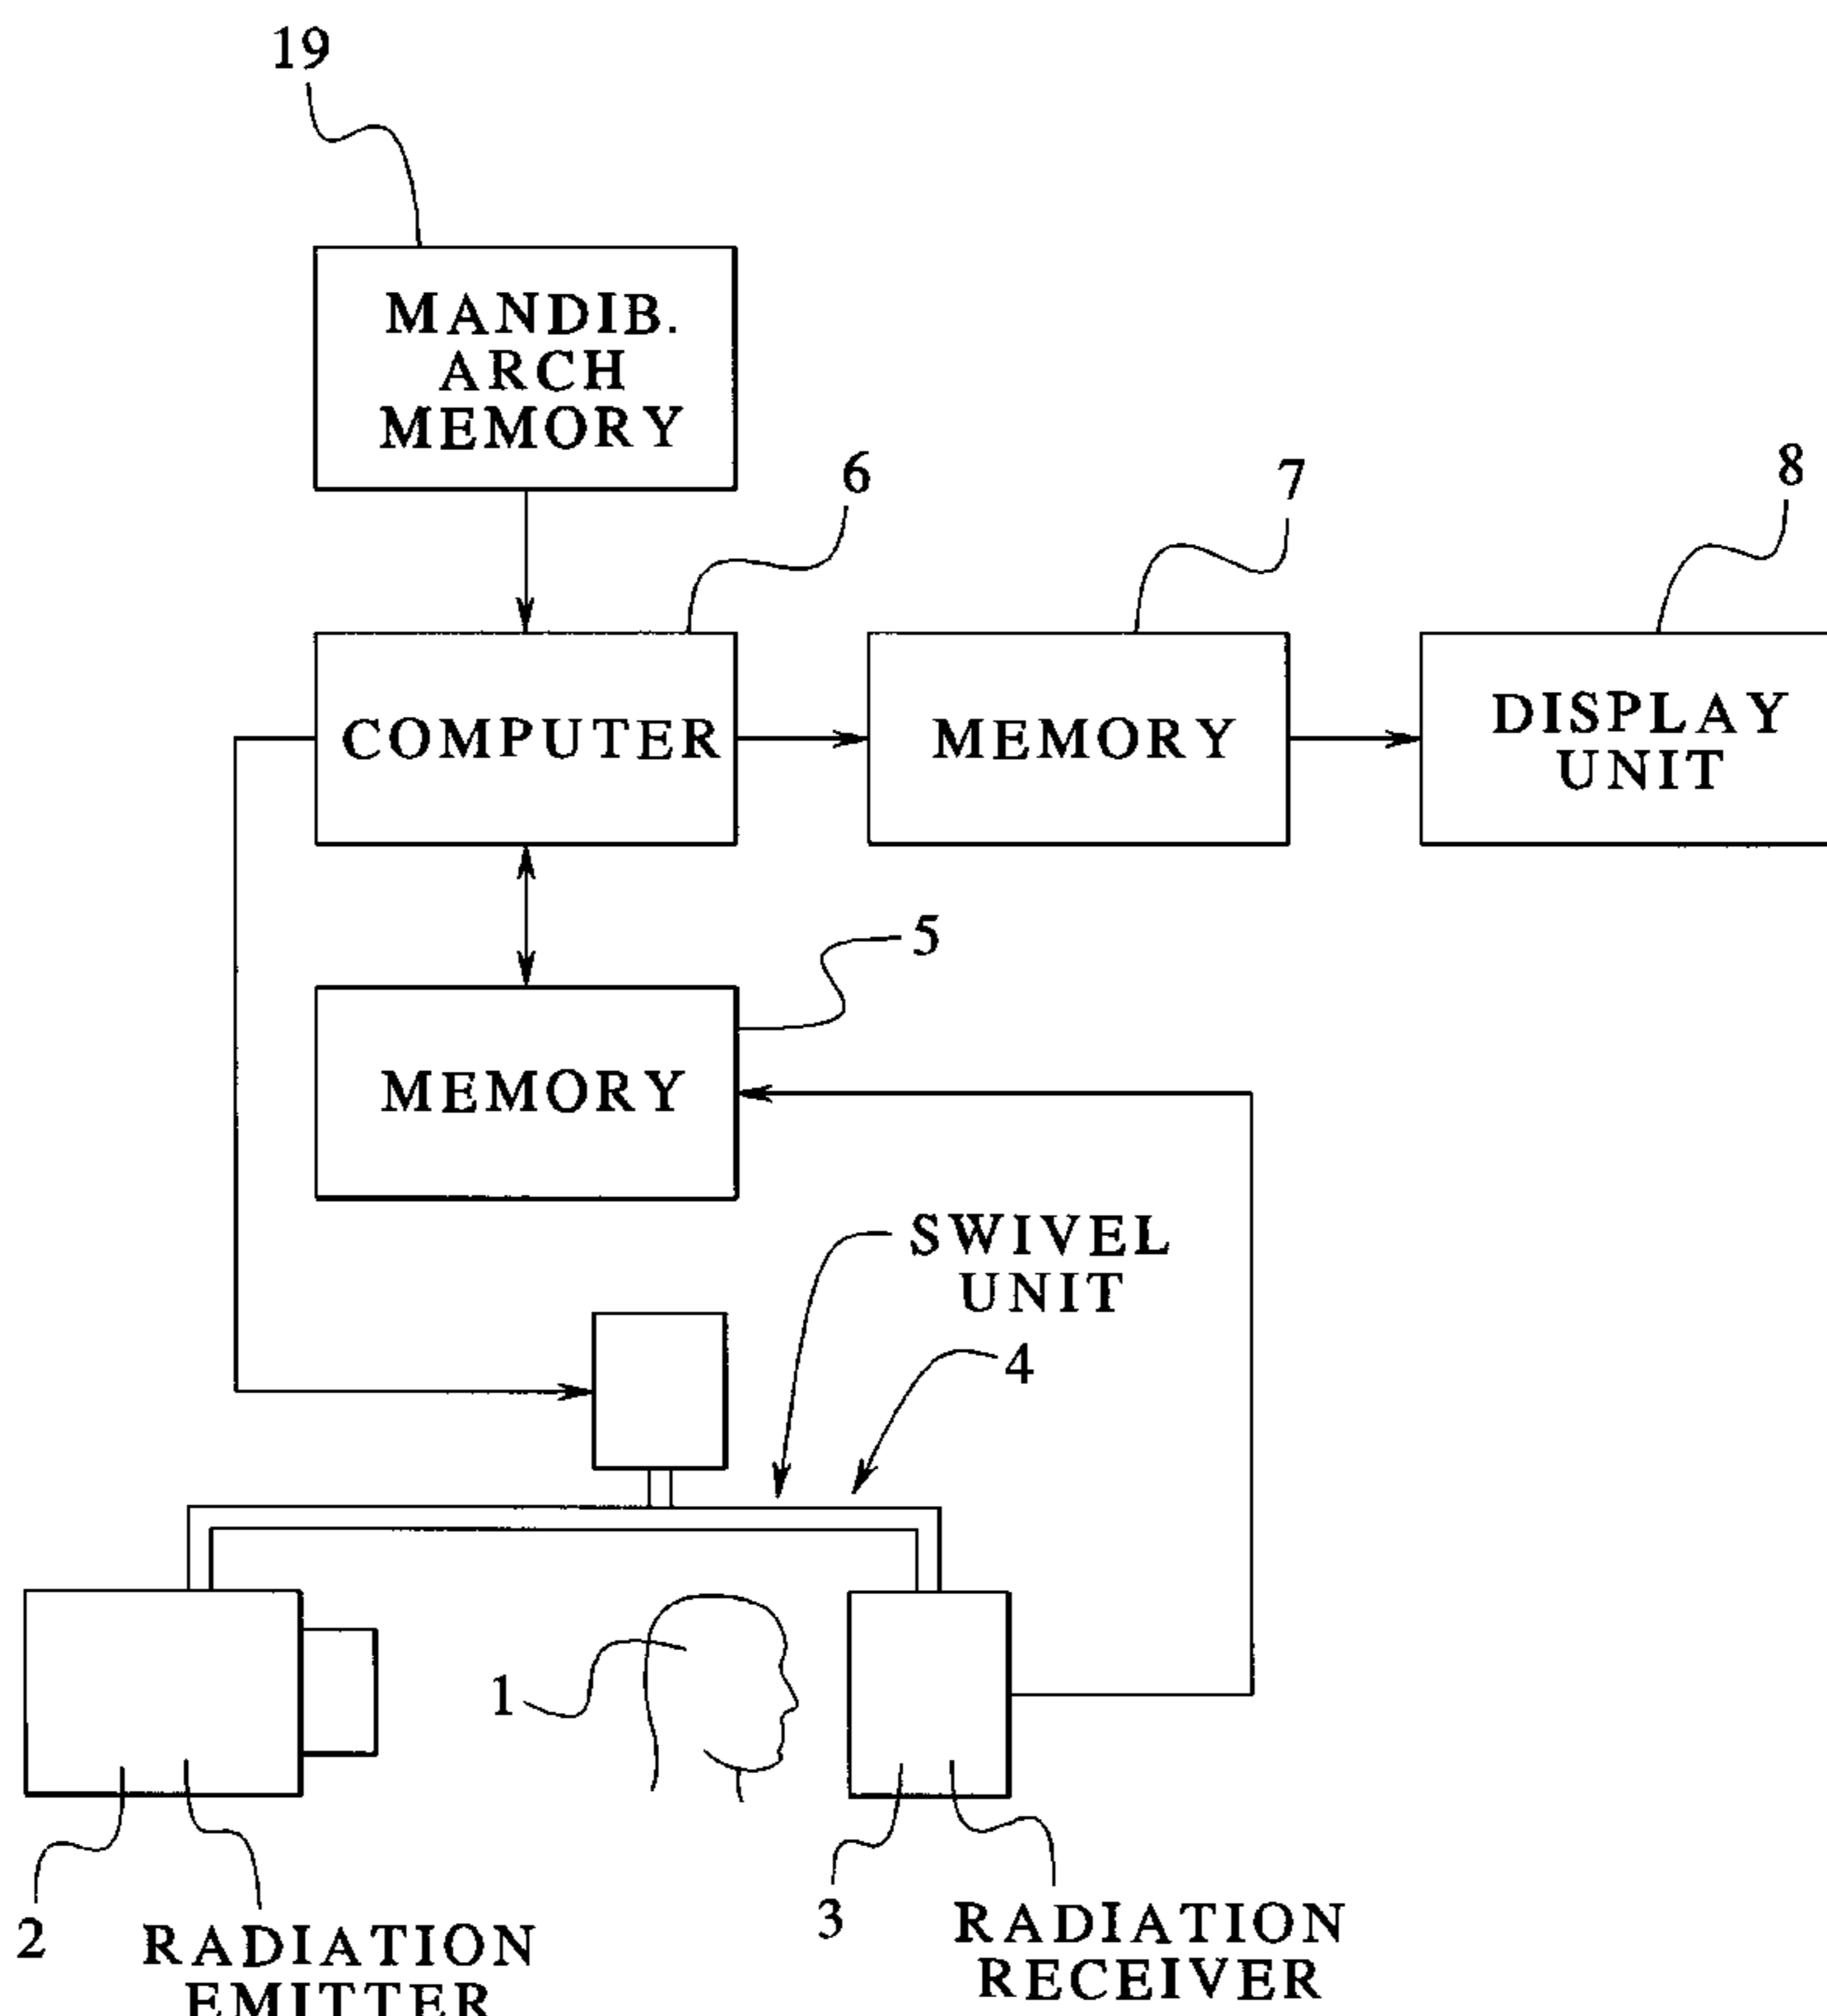 19
MANDIB.
ARCH
MEMORY
6
7
8
COMPUTER
MEMORY
DISPLAY
UNIT
5
MEMORY
SWIVEL
UNIT
4
1
2
RADIATION
EMITTER
3
RADIATION
RECEIVER